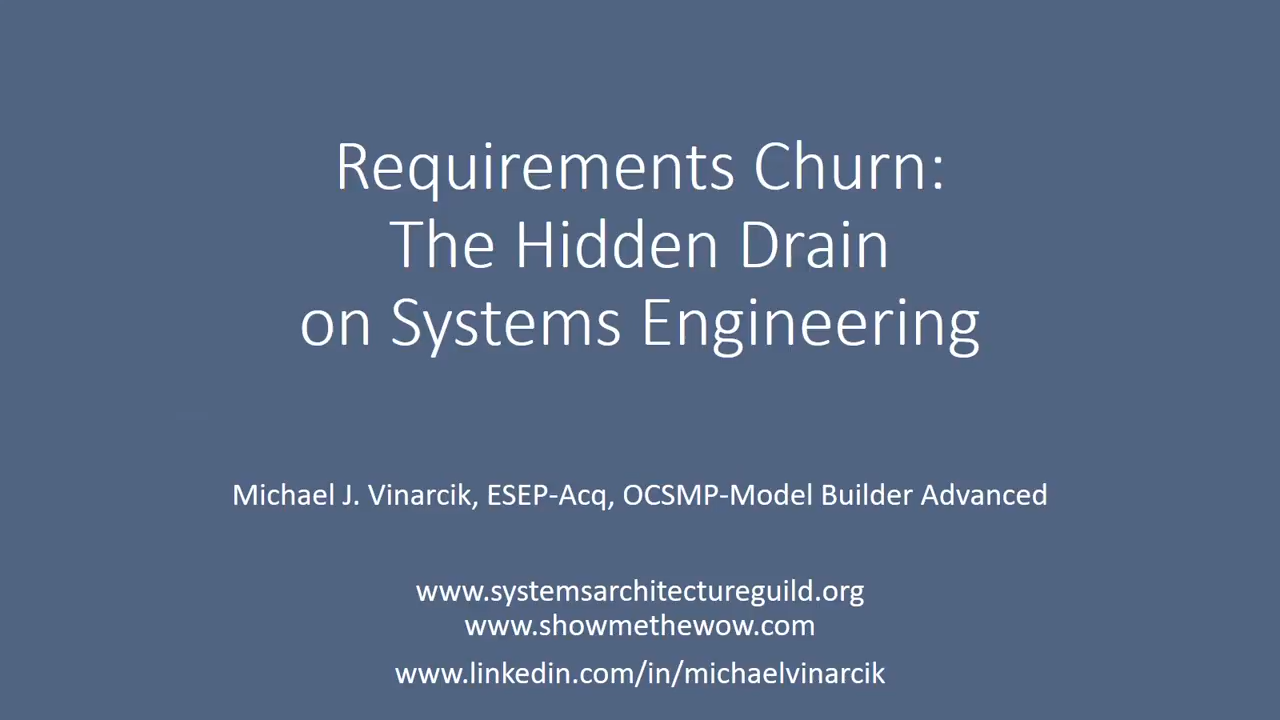 Requirements Churn:
The Hidden Drain
on Systems Engineering
Michael J. Vinarcik, ESEP-Acq, OCSMP-Model Builder Advanced
www.systemsarchitectureguild.org
www.showmethewow.com
www.linkedin.com/in/michaelvinarcik